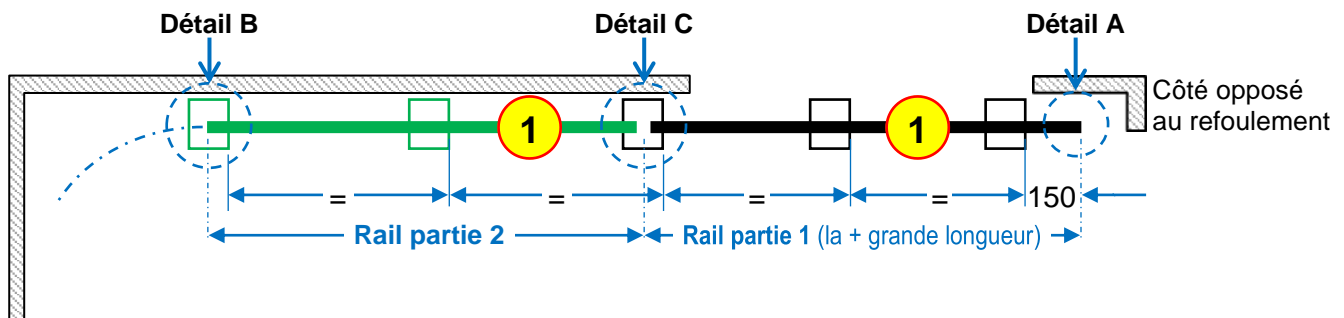 Détail B
Détail C
Détail A
Côté opposé
au refoulement
1
1
=
=
=
=
150
Rail partie 2
Rail partie 1 (la + grande longueur)